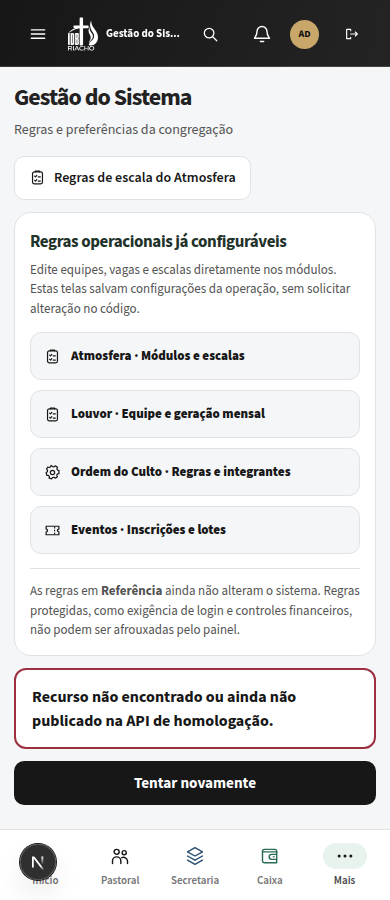 RIACHO
Gestão do Sis...
AD
Gestão do Sistema
Regras e preferências da congregação
Regras de escala do Atmosfera
Regras operacionais já configuráveis
Edite equipes, vagas e escalas diretamente nos módulos.
Estas telas salvam configurações da operação, sem solicitar
alteração no código.
Atmosfera · Módulos e escalas
Louvor · Equipe e geração mensal
Ordem do Culto · Regras e integrantes
Eventos · Inscrições e lotes
As regras em Referência ainda não alteram o sistema. Regras
protegidas, como exigência de login e controles financeiros,
não podem ser afrouxadas pelo painel.
Recurso não encontrado ou ainda não
publicado na API de homologação.
Tentar novamente
N
Início
Pastoral
Secretaria
Caixa
Mais